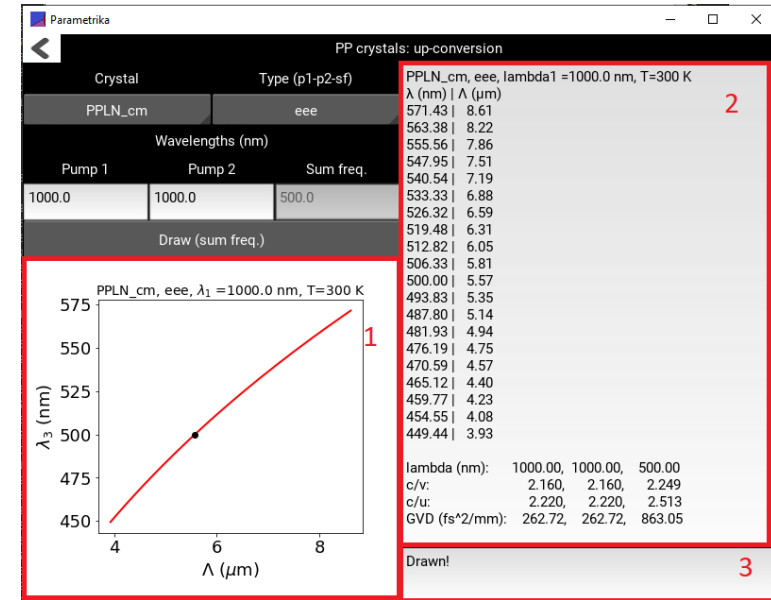 Parametrika
PP crystals: up-conversion
Crystal Type (p1-p2-sf)
PPLN_cm eee
Wavelengths (nm)
Pump 1 Pump 2 Sum freq.
1000.0 1000.0 500.0
Draw (sum freq.)
PPLN_cm, eee, λ₁ =1000.0 nm, T=300 K
575
550
525
500
475
450
λ₃ (nm)
4 6 8
Λ (μm)
1
PPLN_cm, eee, lambda1 =1000.0 nm, T=300 K
λ (nm) | Λ (μm)
571.43 | 8.61
563.38 | 8.22
555.56 | 7.86
547.95 | 7.51
540.54 | 7.19
533.33 | 6.88
526.32 | 6.59
519.48 | 6.31
512.82 | 6.05
506.33 | 5.81
500.00 | 5.57
493.83 | 5.35
487.80 | 5.14
481.93 | 4.94
476.19 | 4.75
470.59 | 4.57
465.12 | 4.40
459.77 | 4.23
454.55 | 4.08
449.44 | 3.93
lambda (nm): 1000.00, 1000.00, 500.00
c/v: 2.160, 2.160, 2.249
c/u: 2.220, 2.220, 2.513
GVD (fs^2/mm): 262.72, 262.72, 863.05
2
Drawn!
3